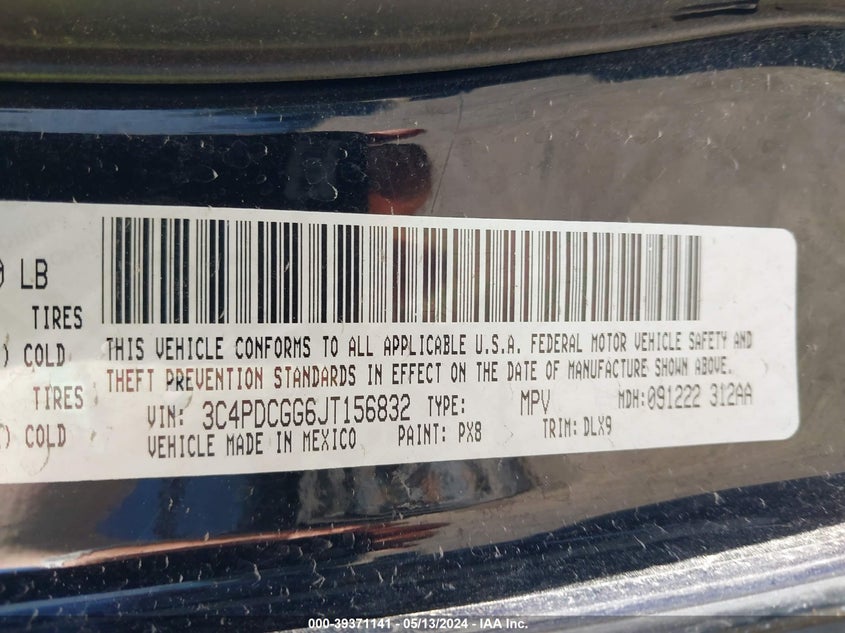 LB
TIRES
) COLD
TIRES
) COLD
THIS VEHICLE CONFORMS TO ALL APPLICABLE U.S.A. FEDERAL MOTOR VEHICLE SAFETY AND
THEFT PREVENTION STANDARDS IN EFFECT ON THE DATE OF MANUFACTURE SHOWN ABOVE.
VIN: 3C4PDCGG6JT156832 TYPE: MPV MDH:091222 312AA
VEHICLE MADE IN MEXICO PAINT: PX8 TRIM: DLX9
000-39371141 - 05/13/2024 - IAA Inc.